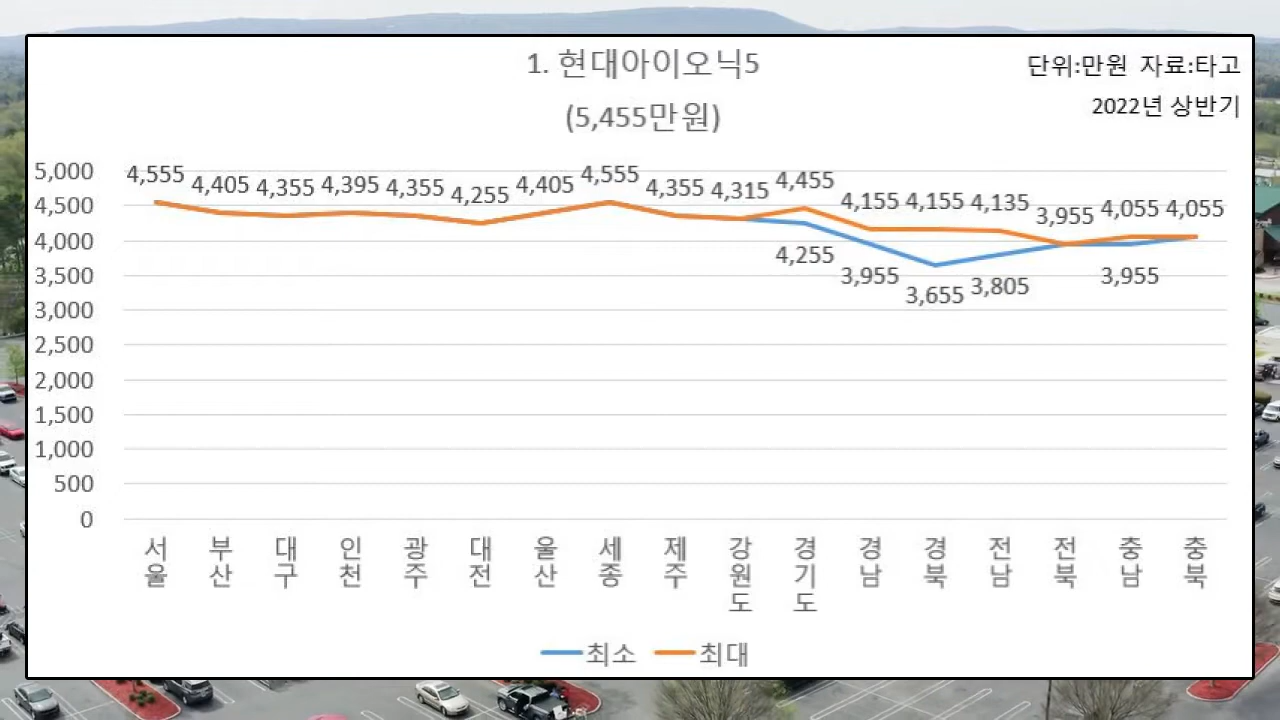 1. 현대아이오닉5
(5,455만원)
단위:만원 자료:타고
2022년 상반기
5,000
4,500
4,000
3,500
3,000
2,500
2,000
1,500
1,000
500
0
4,555 4,405 4,355 4,395 4,355 4,255 4,405 4,555 4,355 4,315 4,455 4,155 4,155 4,135 3,955 4,055 4,055
4,255 3,955 3,655 3,805 3,955
서울 부산 대구 인천 광주 대전 울산 세종 제주 강원도 경기도 경남 경북 전남 전북 충남 충북
최소 최대